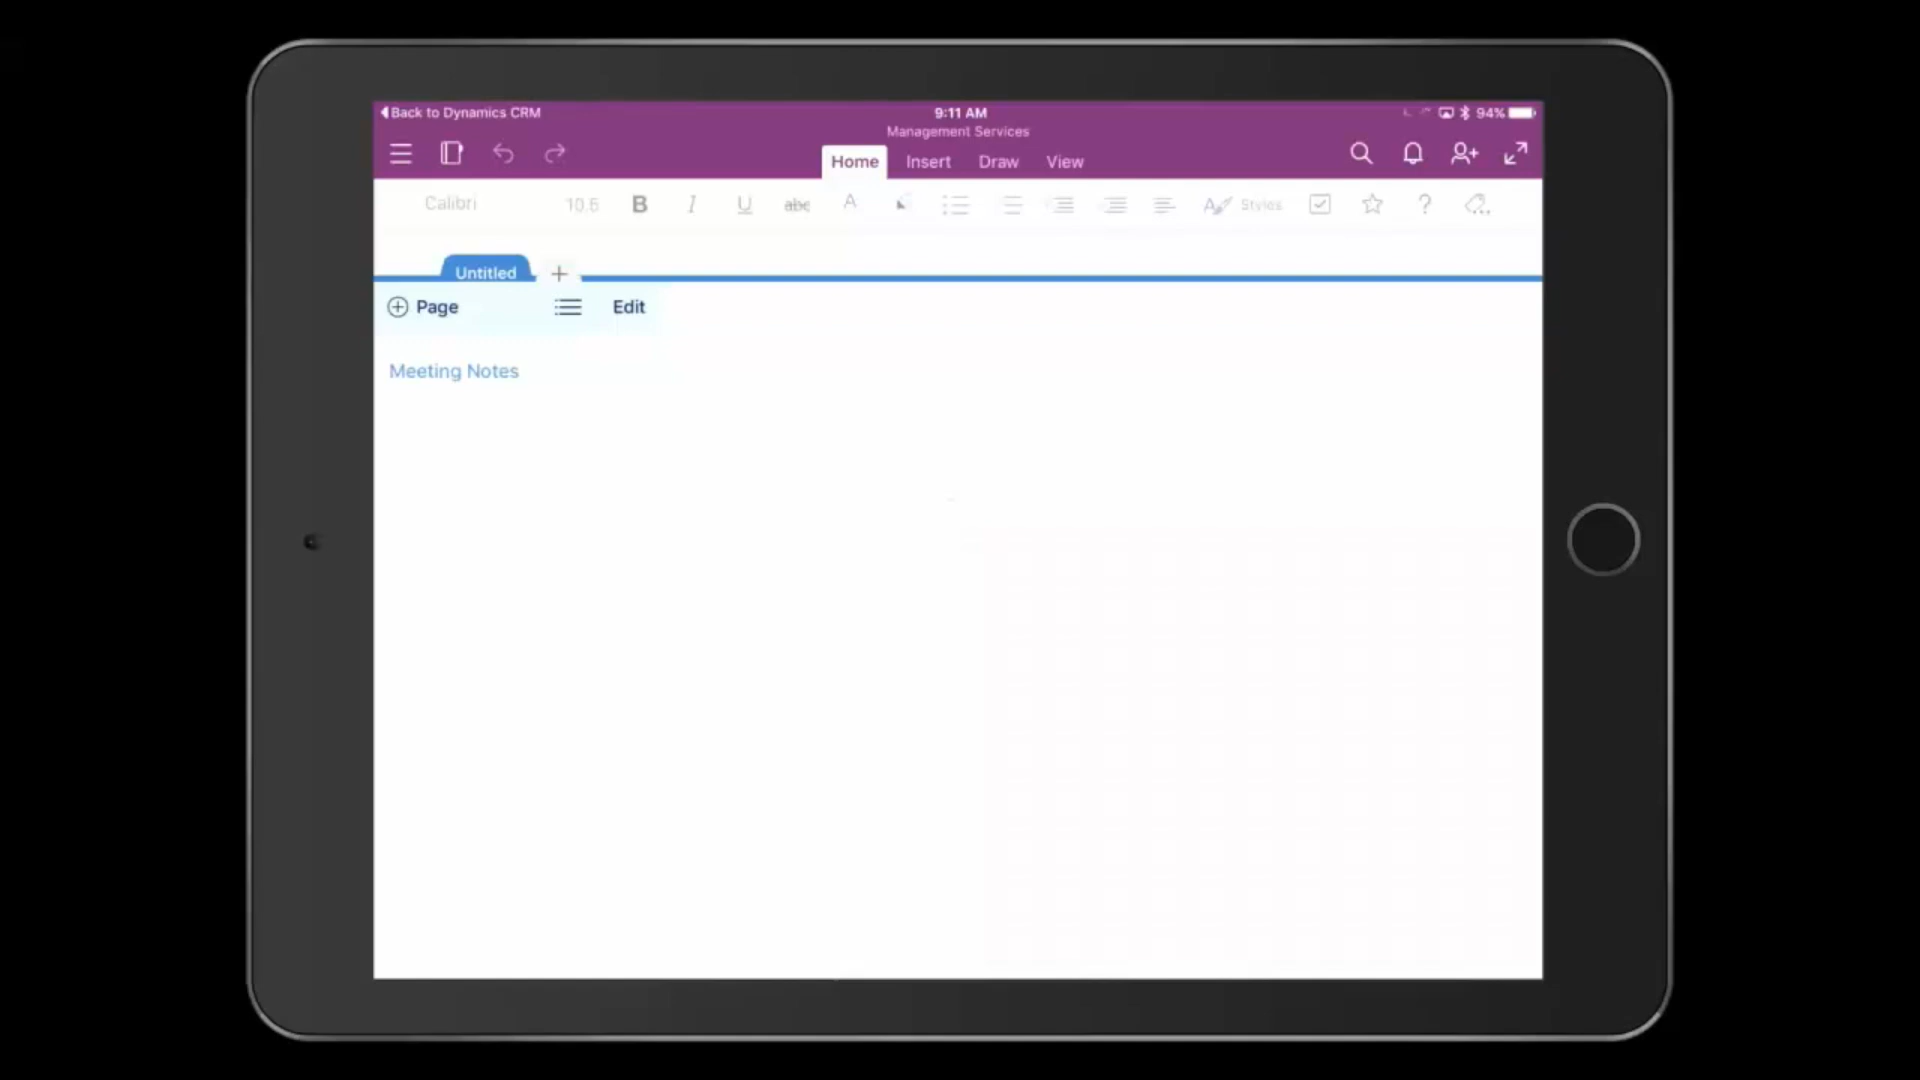 Back to Dynamics CRM
9:11 AM
94%
Management Services
Home Insert Draw View
Calibri 10.5 B I U abc A Styles ?
Untitled +
Page Edit
Meeting Notes